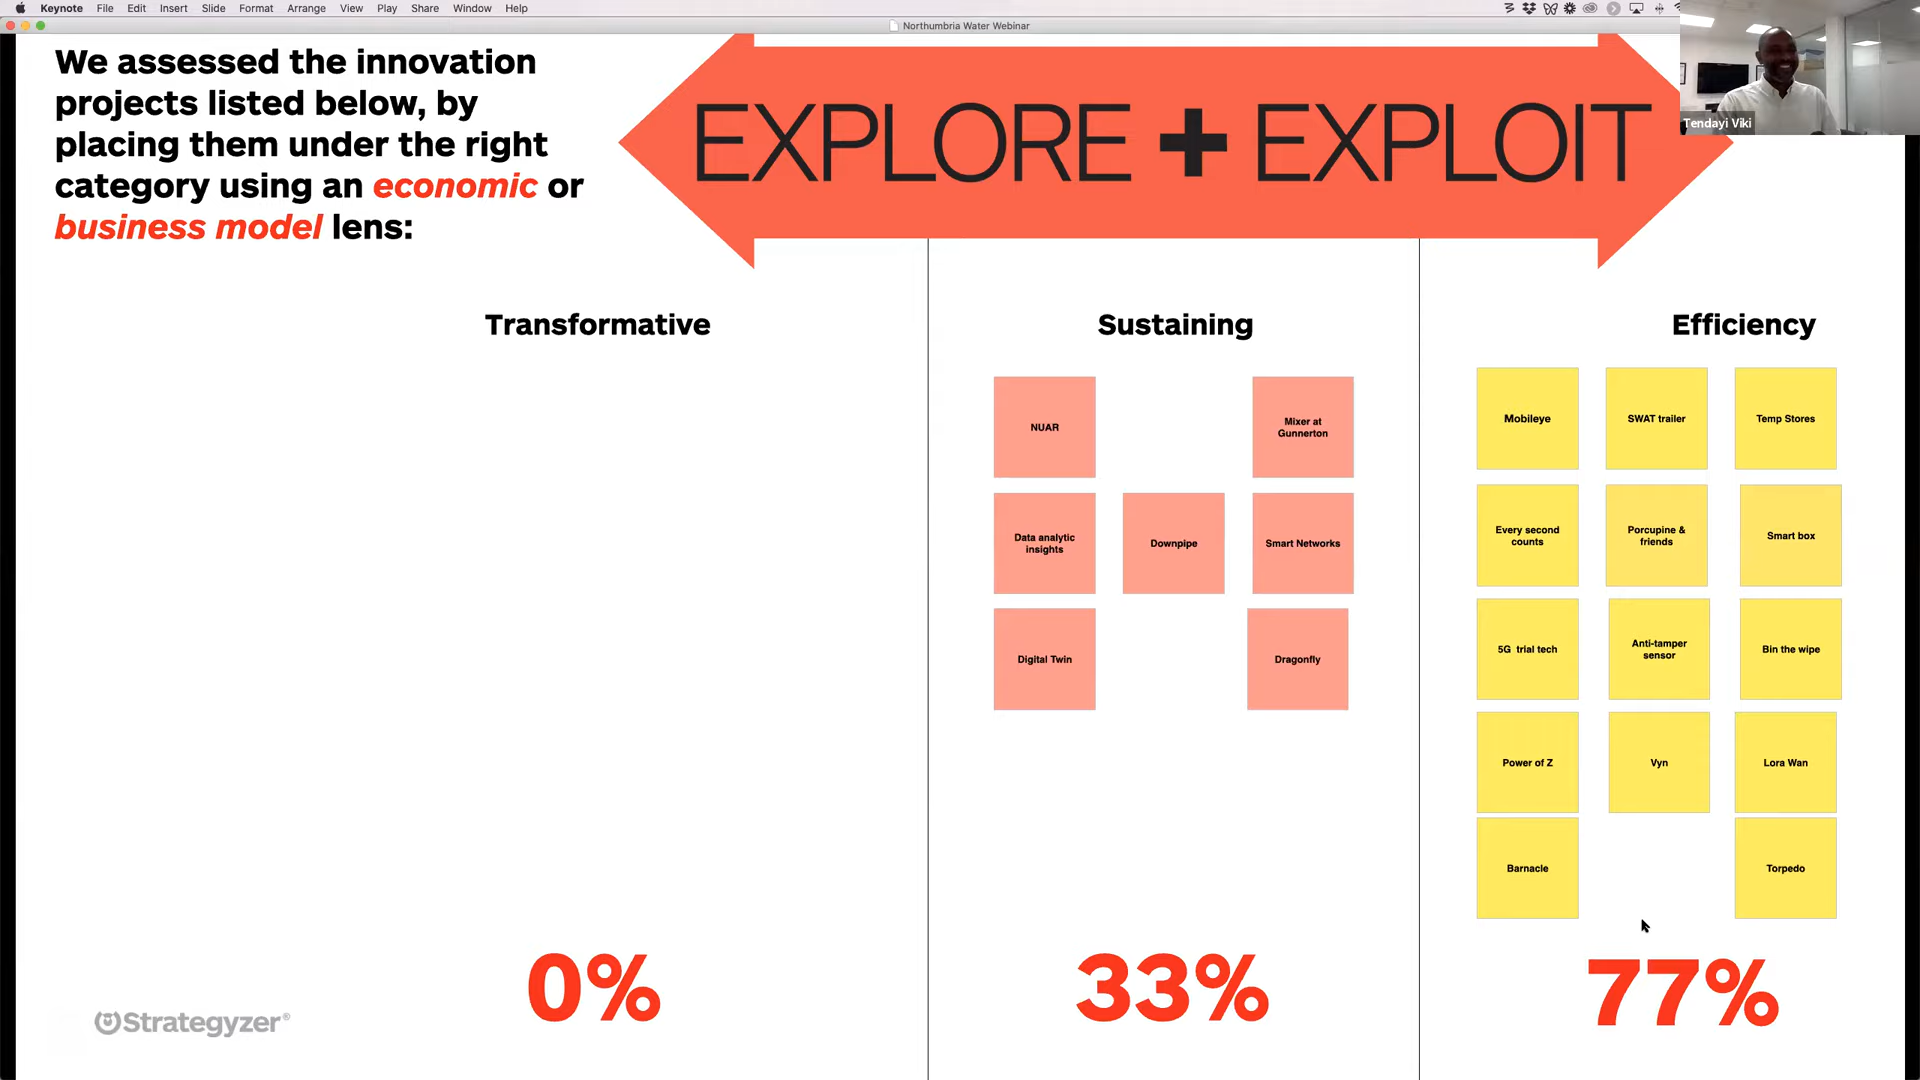 Keynote File Edit Insert Slide Format Arrange View Play Share Window Help
Northumbria Water Webinar
We assessed the innovation
projects listed below, by
placing them under the right
category using an economic or
business model lens:
EXPLORE + EXPLOIT
Tendayi Viki
Transformative
Sustaining
Efficiency
NUAR
Mixer at
Gunnerton
Data analytic
insights
Downpipe
Smart Networks
Digital Twin
Dragonfly
Mobileye
SWAT trailer
Temp Stores
Every second
counts
Porcupine &
friends
Smart box
5G trial tech
Anti-tamper
sensor
Bin the wipe
Power of Z
Vyn
Lora Wan
Barnacle
Torpedo
0%
33%
77%
Strategyzer®